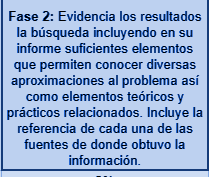 Fase 2: Evidencia los resultados
la búsqueda incluyendo en su
informe suficientes elementos
que permiten conocer diversas
aproximaciones al problema así
como elementos teóricos y
prácticos relacionados. Incluye la
referencia de cada una de las
fuentes de donde obtuvo la
información.